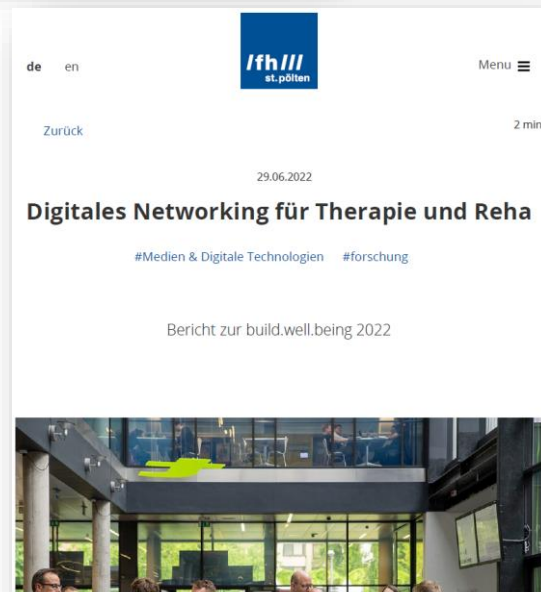 de en
/fh///
st.pölten
Menu
Zurück
2 min
29.06.2022
Digitales Networking für Therapie und Reha
#Medien & Digitale Technologien #forschung
Bericht zur build.well.being 2022